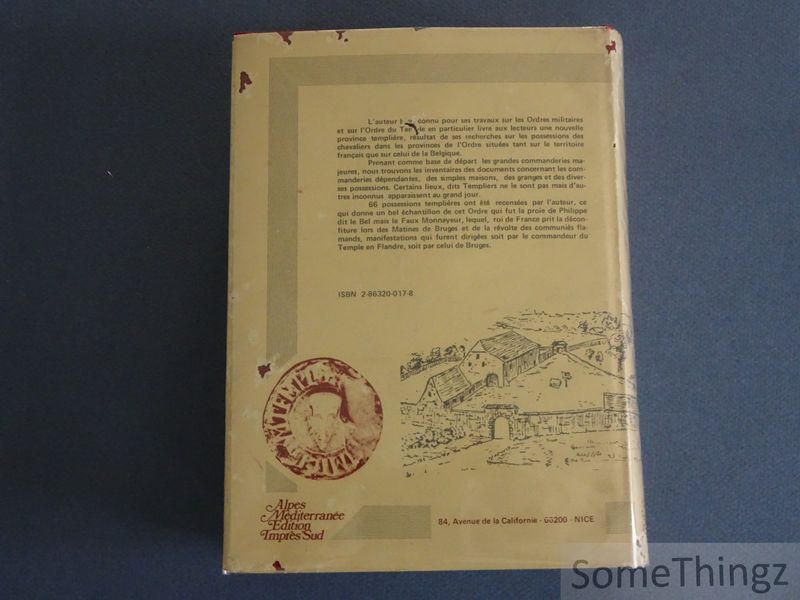 L'auteur connu pour ses travaux sur les Ordres militaires
et sur l'Ordre du Temple en particulier livre aux lecteurs une nouvelle
province templière, résultat de ses recherches sur les possessions des
chevaliers dans les provinces de l'Ordre situées tant sur le territoire
français que sur celui de la Belgique.
Prenant comme base de départ les grandes commanderies ma-
jeures, nous trouvons les inventaires des documents concernant les com-
manderies dépendantes, des simples maisons, des granges et des diver-
ses possessions. Certains lieux, dits Templiers ne le sont pas mais d'au-
tres inconnus apparaissent au grand jour.
66 possessions templières ont été recensées par l'auteur, ce
qui donne un bel échantillon de cet Ordre qui fut la proie de Philippe
dit le Bel mais le Faux Monnayeur, lequel, roi de France prit la décon-
fiture lors des Matines de Bruges et de la révolte des communiés fla-
mands, manifestations qui furent dirigées soit par le commandeur du
Temple en Flandre, soit par celui de Bruges.
ISBN 2-86320-017-8
Alpes
Méditerranée
Edition
Impres Sud
84, Avenue de la Californie - 06200 - NICE
SomeThingz